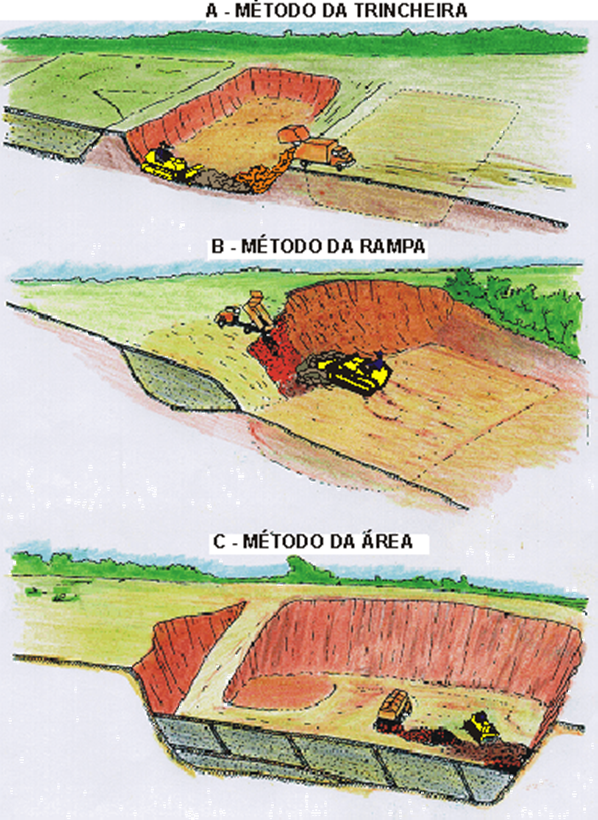 A - MÉTODO DA TRINCHEIRA
B - MÉTODO DA RAMPA
C - MÉTODO DA ÁREA